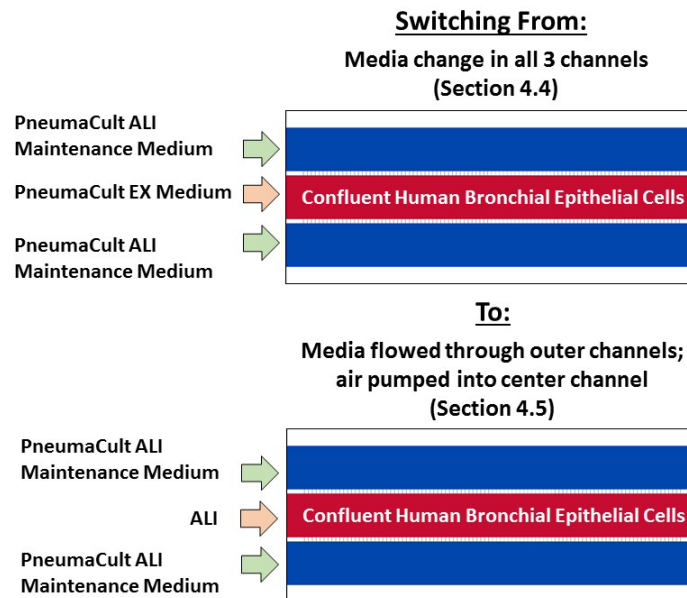 Switching From:
Media change in all 3 channels
(Section 4.4)
PneumaCult ALI
Maintenance Medium
PneumaCult EX Medium
Confluent Human Bronchial Epithelial Cells
PneumaCult ALI
Maintenance Medium
To:
Media flowed through outer channels;
air pumped into center channel
(Section 4.5)
PneumaCult ALI
Maintenance Medium
ALI
Confluent Human Bronchial Epithelial Cells
PneumaCult ALI
Maintenance Medium